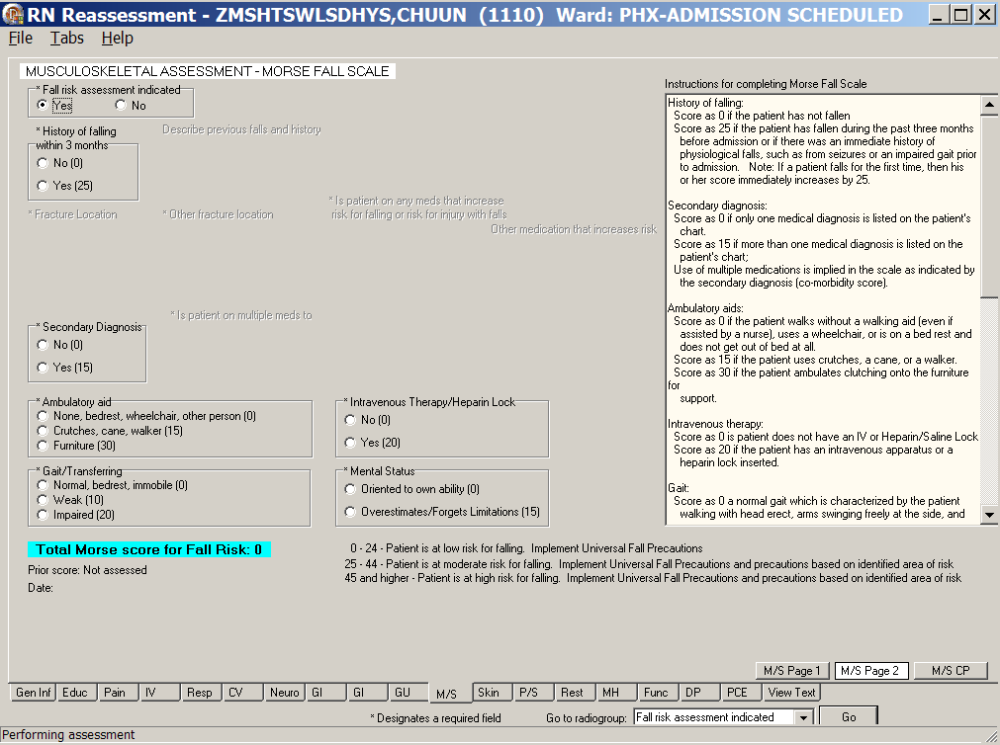 RN Reassessment - ZMSHTSWLSDHYS,CHUUN (1110) Ward: PHX-ADMISSION SCHEDULED
File Tabs Help
MUSCULOSKELETAL ASSESSMENT - MORSE FALL SCALE
* Fall risk assessment indicated
Yes No
* History of falling
within 3 months
Describe previous falls and history
No (0)
Yes (25)
* Fracture Location
* Other fracture location
* Is patient on any meds that increase
risk for falling or risk for injury with falls
Other medication that increases risk
* Is patient on multiple meds to
* Secondary Diagnosis
No (0)
Yes (15)
* Ambulatory aid
None, bedrest, wheelchair, other person (0)
Crutches, cane, walker (15)
Furniture (30)
* Intravenous Therapy/Heparin Lock
No (0)
Yes (20)
* Gait/Transferring
Normal, bedrest, immobile (0)
Weak (10)
Impaired (20)
* Mental Status
Oriented to own ability (0)
Overestimates/Forgets Limitations (15)
Instructions for completing Morse Fall Scale
History of falling:
Score as 0 if the patient has not fallen
Score as 25 if the patient has fallen during the past three months
before admission or if there was an immediate history of
physiological falls, such as from seizures or an impaired gait prior
to admission. Note: If a patient falls for the first time, then his
or her score immediately increases by 25.
Secondary diagnosis:
Score as 0 if only one medical diagnosis is listed on the patient's
chart.
Score as 15 if more than one medical diagnosis is listed on the
patient's chart;
Use of multiple medications is implied in the scale as indicated by
the secondary diagnosis (co-morbidity score).
Ambulatory aids:
Score as 0 if the patient walks without a walking aid (even if
assisted by a nurse), uses a wheelchair, or is on a bed rest and
does not get out of bed at all.
Score as 15 if the patient uses crutches, a cane, or a walker.
Score as 30 if the patient ambulates clutching onto the furniture
for
support.
Intravenous therapy:
Score as 0 is patient does not have an IV or Heparin/Saline Lock
Score as 20 if the patient has an intravenous apparatus or a
heparin lock inserted.
Gait:
Score as 0 a normal gait which is characterized by the patient
walking with head erect, arms swinging freely at the side, and
Total Morse score for Fall Risk: 0
Prior score: Not assessed
Date:
0 - 24 - Patient is at low risk for falling. Implement Universal Fall Precautions
25 - 44 - Patient is at moderate risk for falling. Implement Universal Fall Precautions and precautions based on identified area of risk
45 and higher - Patient is at high risk for falling. Implement Universal Fall Precautions and precautions based on identified area of risk
M/S Page 1 M/S Page 2 M/S CP
Gen Inf Educ Pain IV Resp CV Neuro GI GI GU M/S Skin P/S Rest MH Func DP PCE View Text
* Designates a required field Go to radiogroup: Fall risk assessment indicated Go
Performing assessment